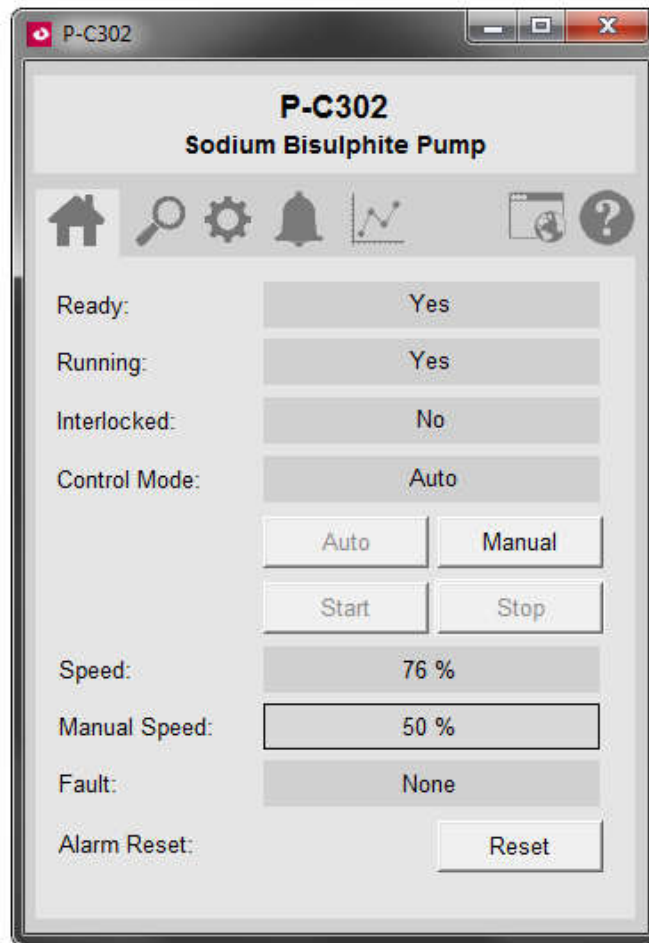 P-C302
P-C302
Sodium Bisulphite Pump
?
Ready: Yes
Running: Yes
Interlocked: No
Control Mode: Auto
Auto Manual
Start Stop
Speed: 76 %
Manual Speed: 50 %
Fault: None
Alarm Reset: Reset